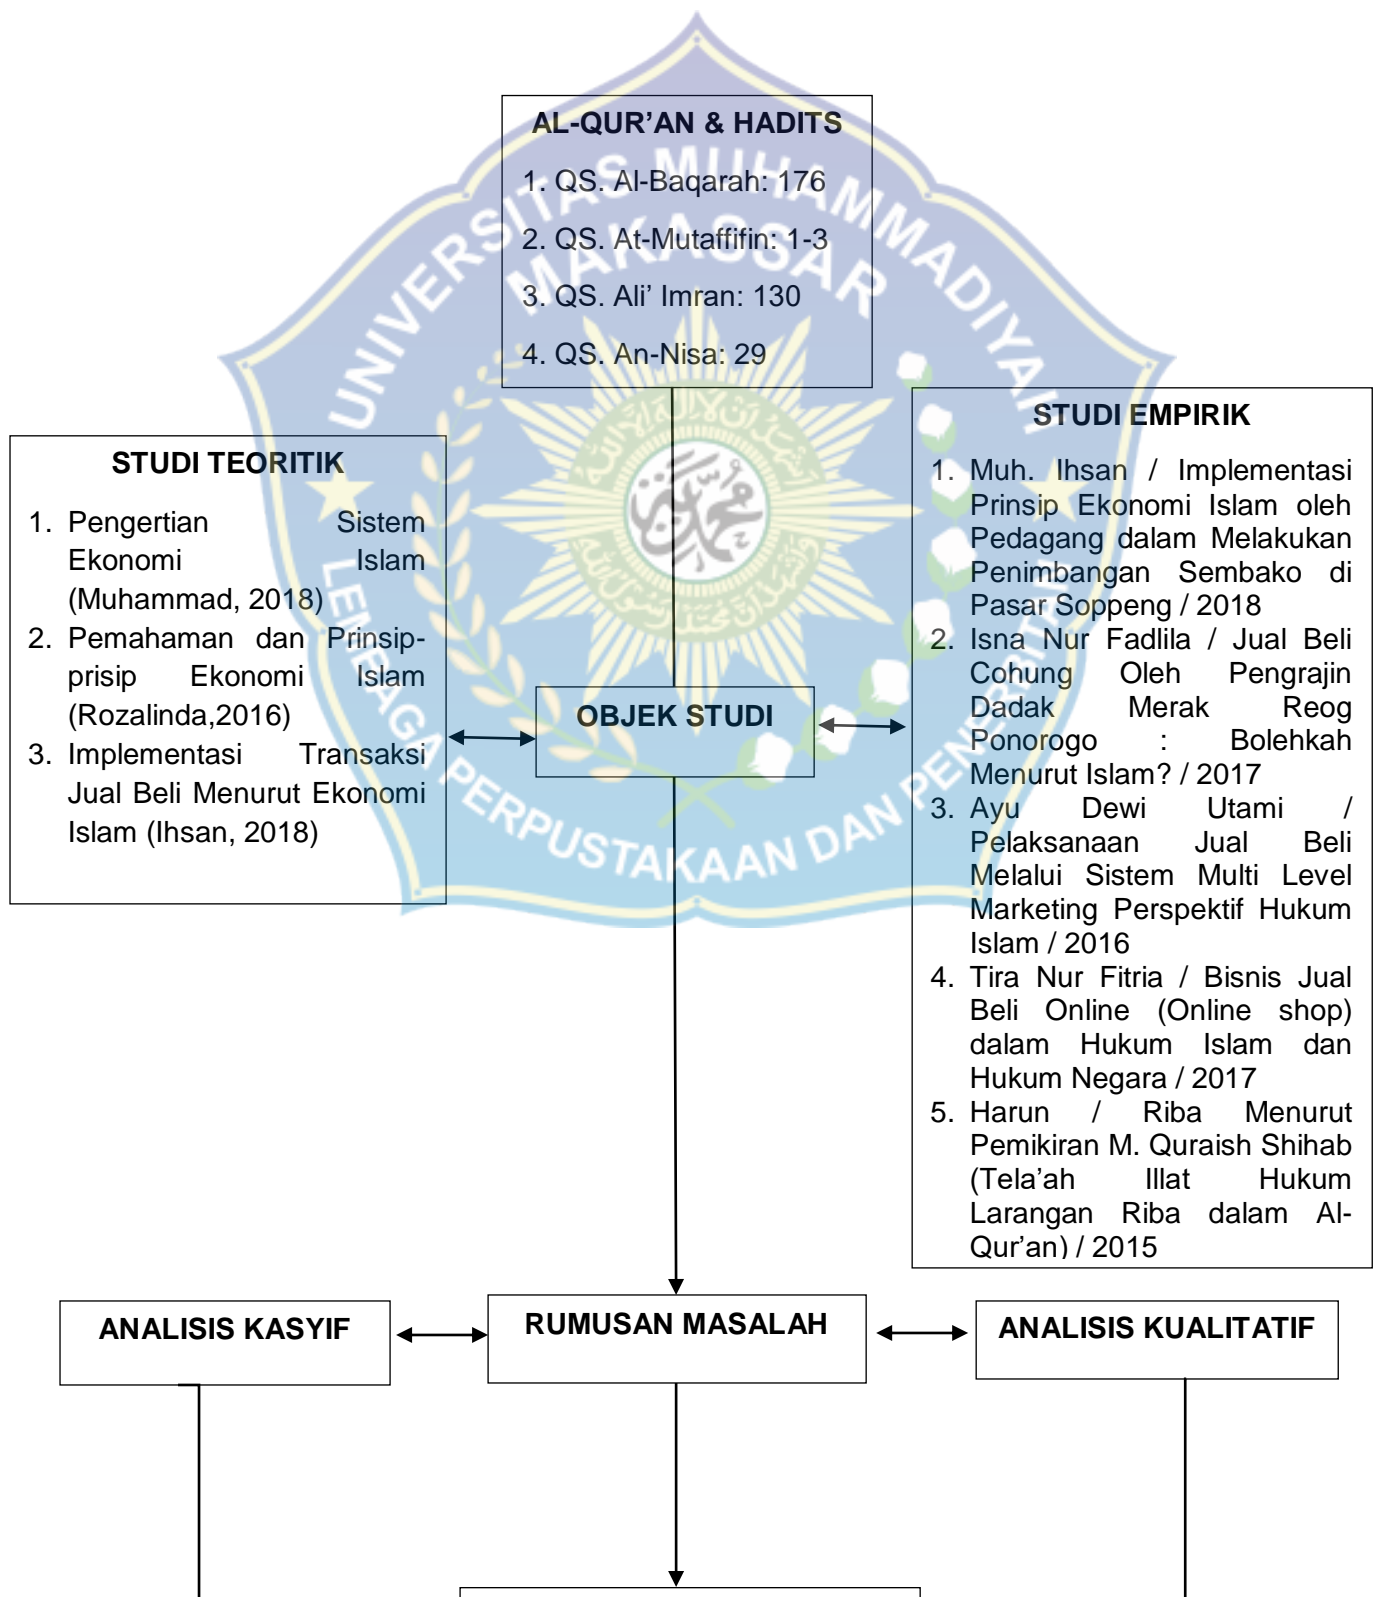 AL-QUR’AN & HADITS
1. QS. Al-Baqarah: 176
2. QS. At-Mutaffifin: 1-3
3. QS. Ali’ Imran: 130
4. QS. An-Nisa: 29
STUDI TEORITIK
1. Pengertian Sistem
Ekonomi Islam
(Muhammad, 2018)
2. Pemahaman dan Prinsip-
prisip Ekonomi Islam
(Rozalinda,2016)
3. Implementasi Transaksi
Jual Beli Menurut Ekonomi
Islam (Ihsan, 2018)
OBJEK STUDI
STUDI EMPIRIK
1. Muh. Ihsan / Implementasi
Prinsip Ekonomi Islam oleh
Pedagang dalam Melakukan
Penimbangan Sembako di
Pasar Soppeng / 2018
2. Isna Nur Fadlila / Jual Beli
Cohung Oleh Pengrajin
Dadak Merak Reog
Ponorogo : Bolehkah
Menurut Islam? / 2017
3. Ayu Dewi Utami /
Pelaksanaan Jual Beli
Melalui Sistem Multi Level
Marketing Perspektif Hukum
Islam / 2016
4. Tira Nur Fitria / Bisnis Jual
Beli Online (Online shop)
dalam Hukum Islam dan
Hukum Negara / 2017
5. Harun / Riba Menurut
Pemikiran M. Quraish Shihab
(Tela’ah Illat Hukum
Larangan Riba dalam Al-
Qur’an) / 2015
UNIVERSITAS MUHAMMADIYAH
MAKASSAR
LEMBAGA PERPUSTAKAAN DAN PENERBITAN
ANALISIS KASYIF
RUMUSAN MASALAH
ANALISIS KUALITATIF